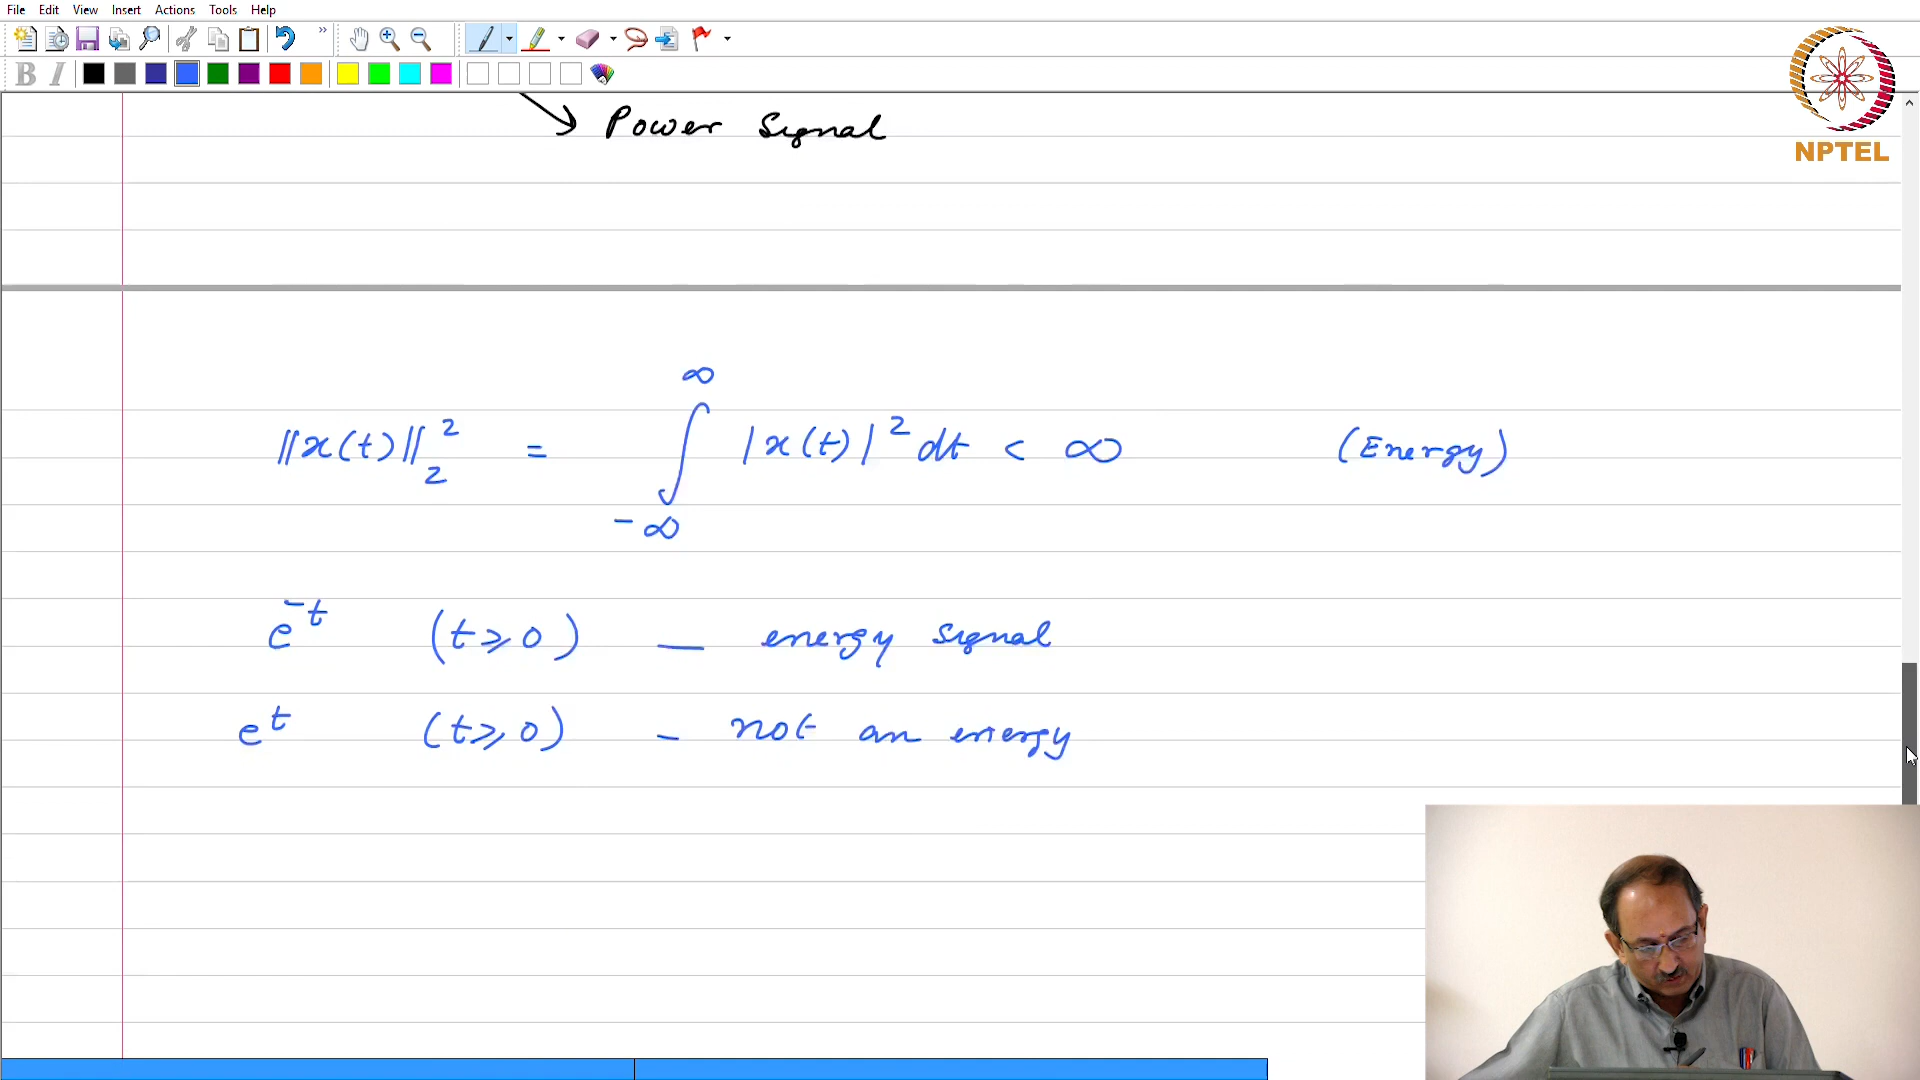 File Edit View Insert Actions Tools Help
»
B I
NPTEL
→ Power Signal
||x(t)||₂² = ∫_{-∞}^{∞} |x(t)|² dt < ∞ (Energy)
e^{-t} (t ≥ 0) — energy signal
e^{t} (t ≥ 0) - not an energy